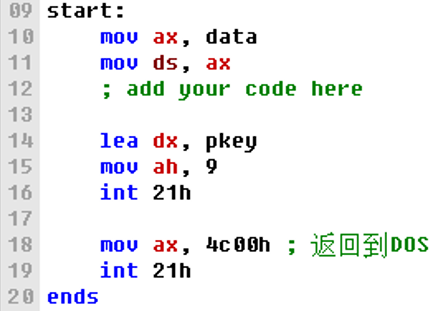 09 start:
10     mov ax, data
11     mov ds, ax
12     ; add your code here
13
14     lea dx, pkey
15     mov ah, 9
16     int 21h
17
18     mov ax, 4c00h ; 返回到DOS
19     int 21h
20 ends